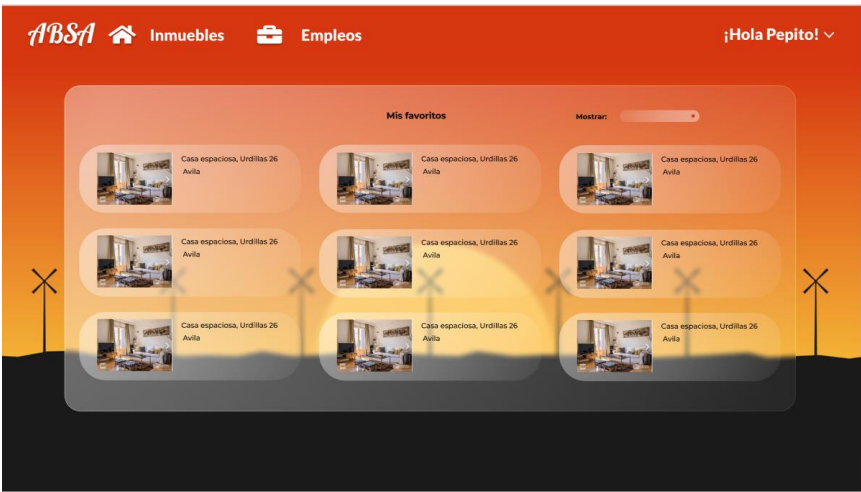 ABSA
Inmuebles
Empleos
¡Hola Pepito!
Mis favoritos
Mostrar:
Casa espaciosa, Urdillas 26
Avila
Casa espaciosa, Urdillas 26
Avila
Casa espaciosa, Urdillas 26
Avila
Casa espaciosa, Urdillas 26
Avila
Casa espaciosa, Urdillas 26
Avila
Casa espaciosa, Urdillas 26
Avila
Casa espaciosa, Urdillas 26
Avila
Casa espaciosa, Urdillas 26
Avila
Casa espaciosa, Urdillas 26
Avila